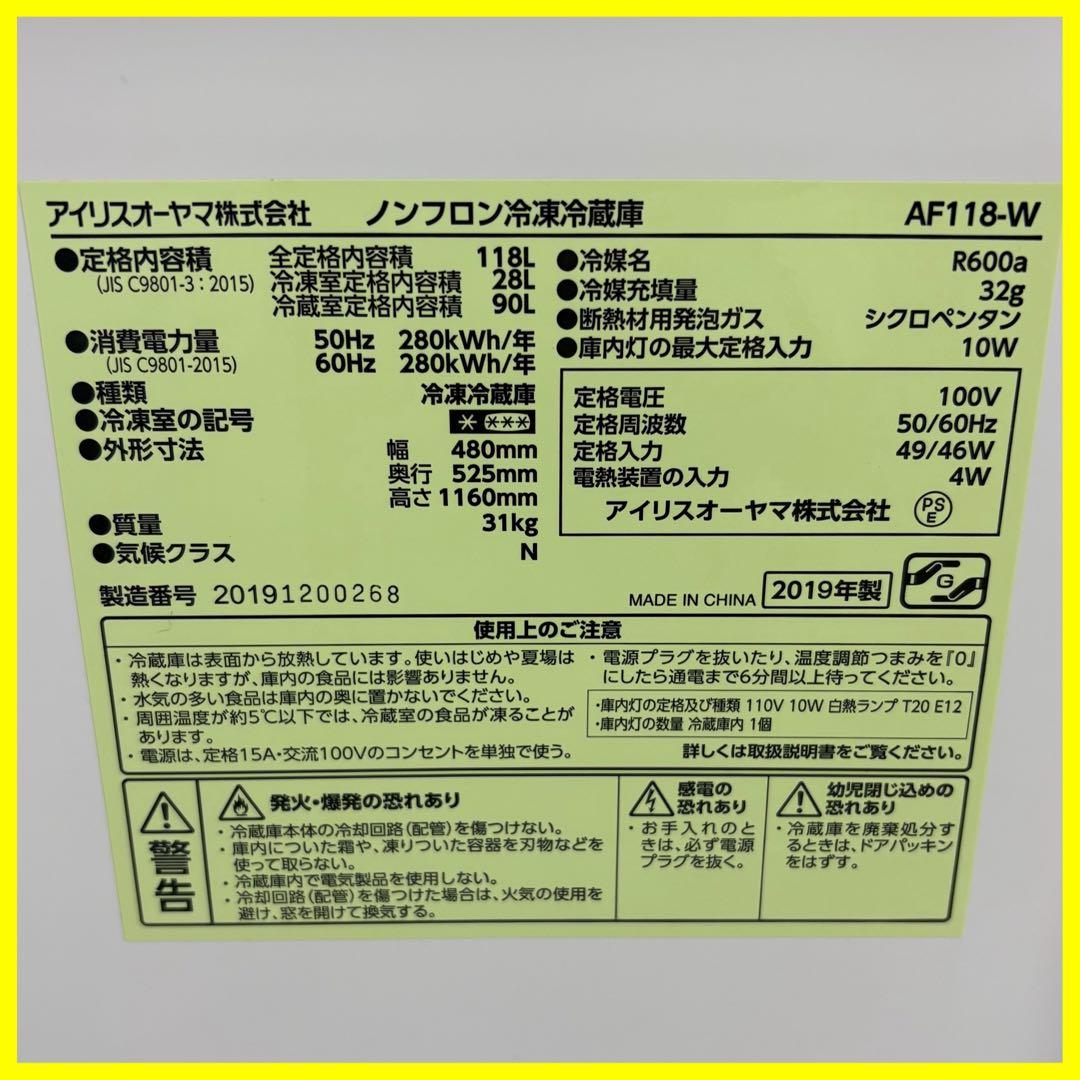 アイリスオーヤマ株式会社 ノンフロン冷凍冷蔵庫 AF118-W
●定格内容積 全定格内容積 118L
(JIS C9801-3：2015) 冷凍室定格内容積 28L
冷蔵室定格内容積 90L
●消費電力量 50Hz 280kWh/年
(JIS C9801-2015) 60Hz 280kWh/年
●種類 冷凍冷蔵庫
●冷凍室の記号
●外形寸法 幅 480mm
奥行 525mm
高さ 1160mm
●質量 31kg
●気候クラス N
●冷媒名 R600a
●冷媒充填量 32g
●断熱材用発泡ガス シクロペンタン
●庫内灯の最大定格入力 10W
定格電圧 100V
定格周波数 50/60Hz
定格入力 49/46W
電熱装置の入力 4W
アイリスオーヤマ株式会社 PSE
製造番号 20191200268
MADE IN CHINA 2019年製 G
使用上のご注意
・冷蔵庫は表面から放熱しています。使いはじめや夏場は
熱くなりますが、庫内の食品には影響ありません。
・水気の多い食品は庫内の奥に置かないでください。
・周囲温度が約5℃以下では、冷蔵室の食品が凍ることが
あります。
・電源は、定格15A・交流100Vのコンセントを単独で使う。
・電源プラグを抜いたり、温度調節つまみを『0』
にしたら通電まで6分間以上待ってください。
・庫内灯の定格及び種類 110V 10W 白熱ランプ T20 E12
・庫内灯の数量 冷蔵庫内 1個
詳しくは取扱説明書をご覧ください。
警告
発火・爆発の恐れあり
・冷蔵庫本体の冷却回路（配管）を傷つけない。
・庫内についた霜や、凍りついた容器を刃物などを
使って取らない。
・冷蔵庫内で電気製品を使用しない。
・冷却回路（配管）を傷つけた場合は、火気の使用を
避け、窓を開けて換気する。
感電の
恐れあり
・お手入れのと
きは、必ず電源
プラグを抜く。
幼児閉じ込めの
恐れあり
・冷蔵庫を廃棄処分す
るときは、ドアパッキン
をはずす。